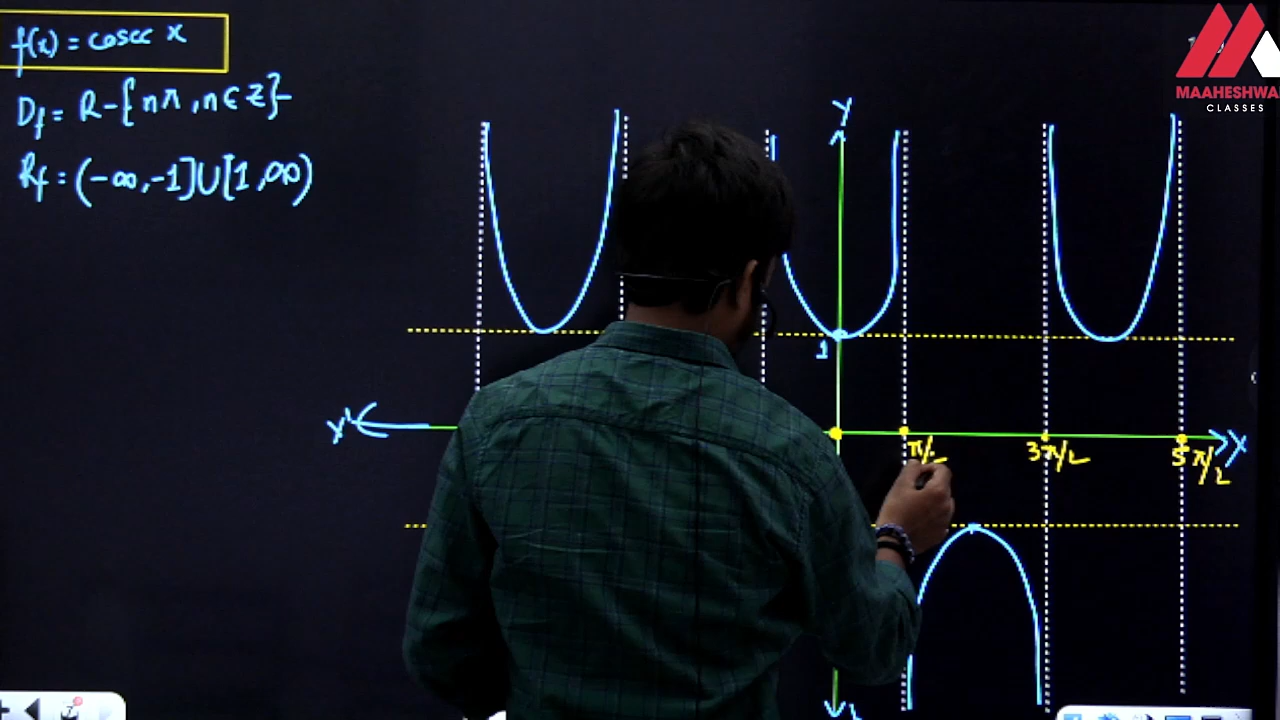 f(x) = cosec x
Df = R - {nπ, n ∈ Z}
Rf = (-∞, -1] U [1, ∞)
MAAHESHWA
CLASSES
Y
1
X'
π/2
3π/2
5π/2
X